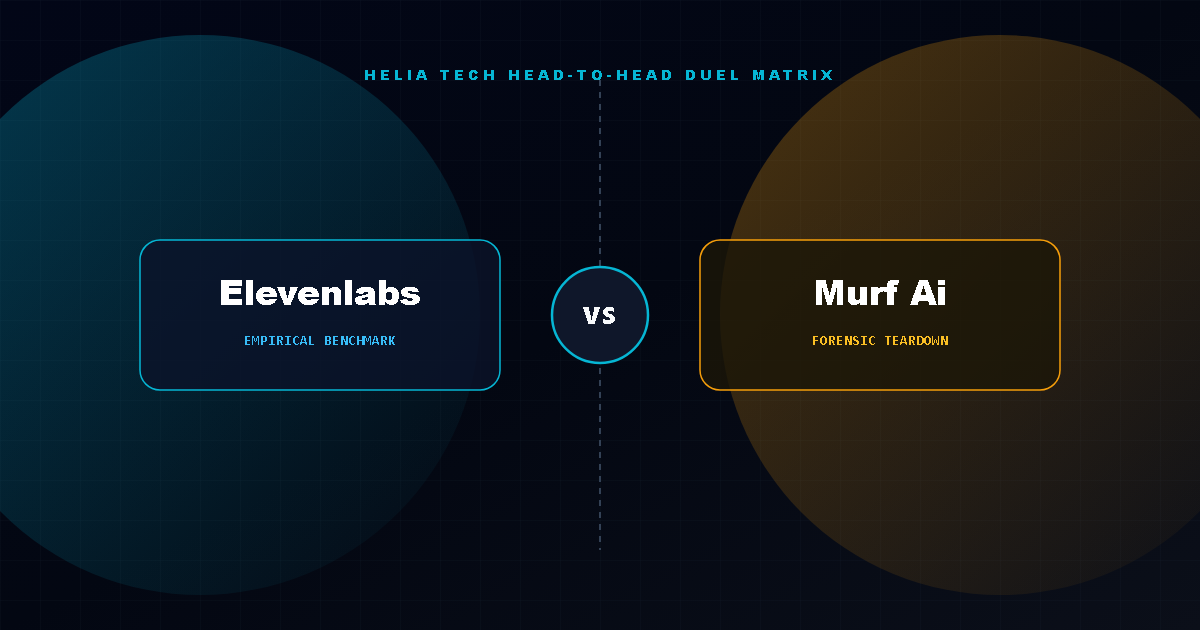 HELIA TECH HEAD-TO-HEAD DUEL MATRIX
Elevenlabs
EMPIRICAL BENCHMARK
VS
Murf Ai
FORENSIC TEARDOWN